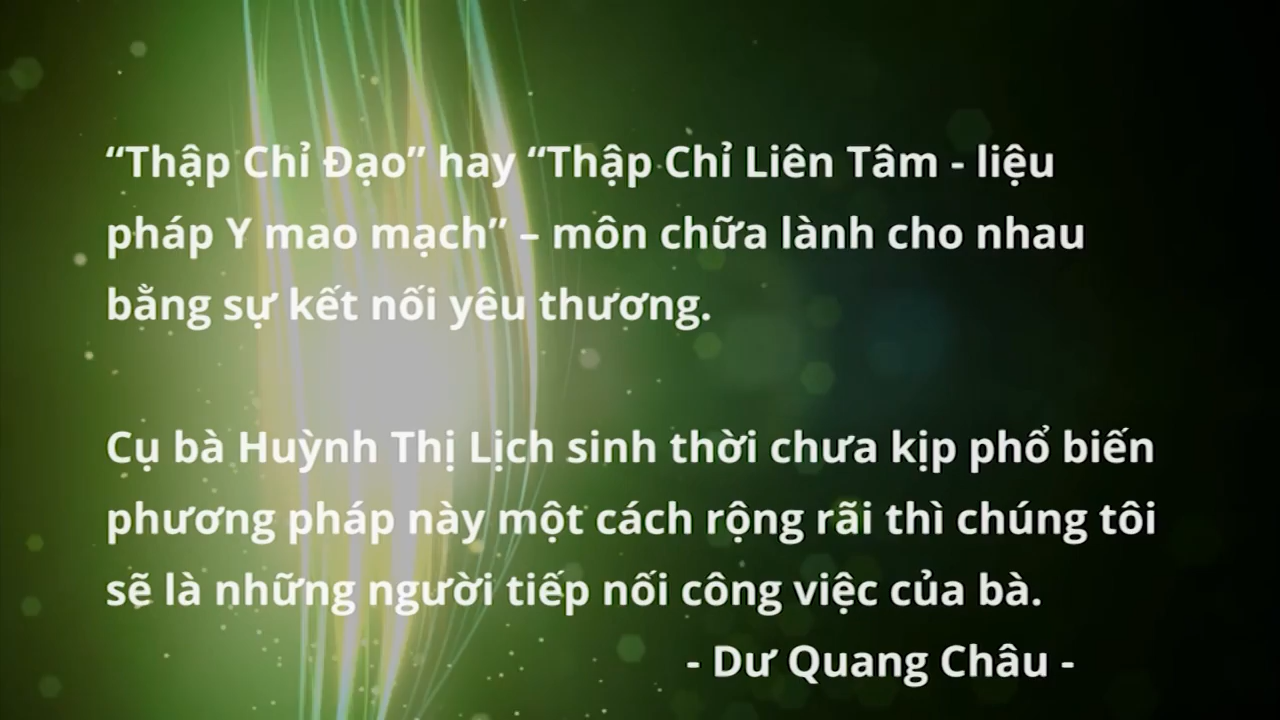 “Thập Chỉ Đạo” hay “Thập Chỉ Liên Tâm - liệu
pháp Y mao mạch” – môn chữa lành cho nhau
bằng sự kết nối yêu thương.
Cụ bà Huỳnh Thị Lịch sinh thời chưa kịp phổ biến
phương pháp này một cách rộng rãi thì chúng tôi
sẽ là những người tiếp nối công việc của bà.
- Dư Quang Châu -